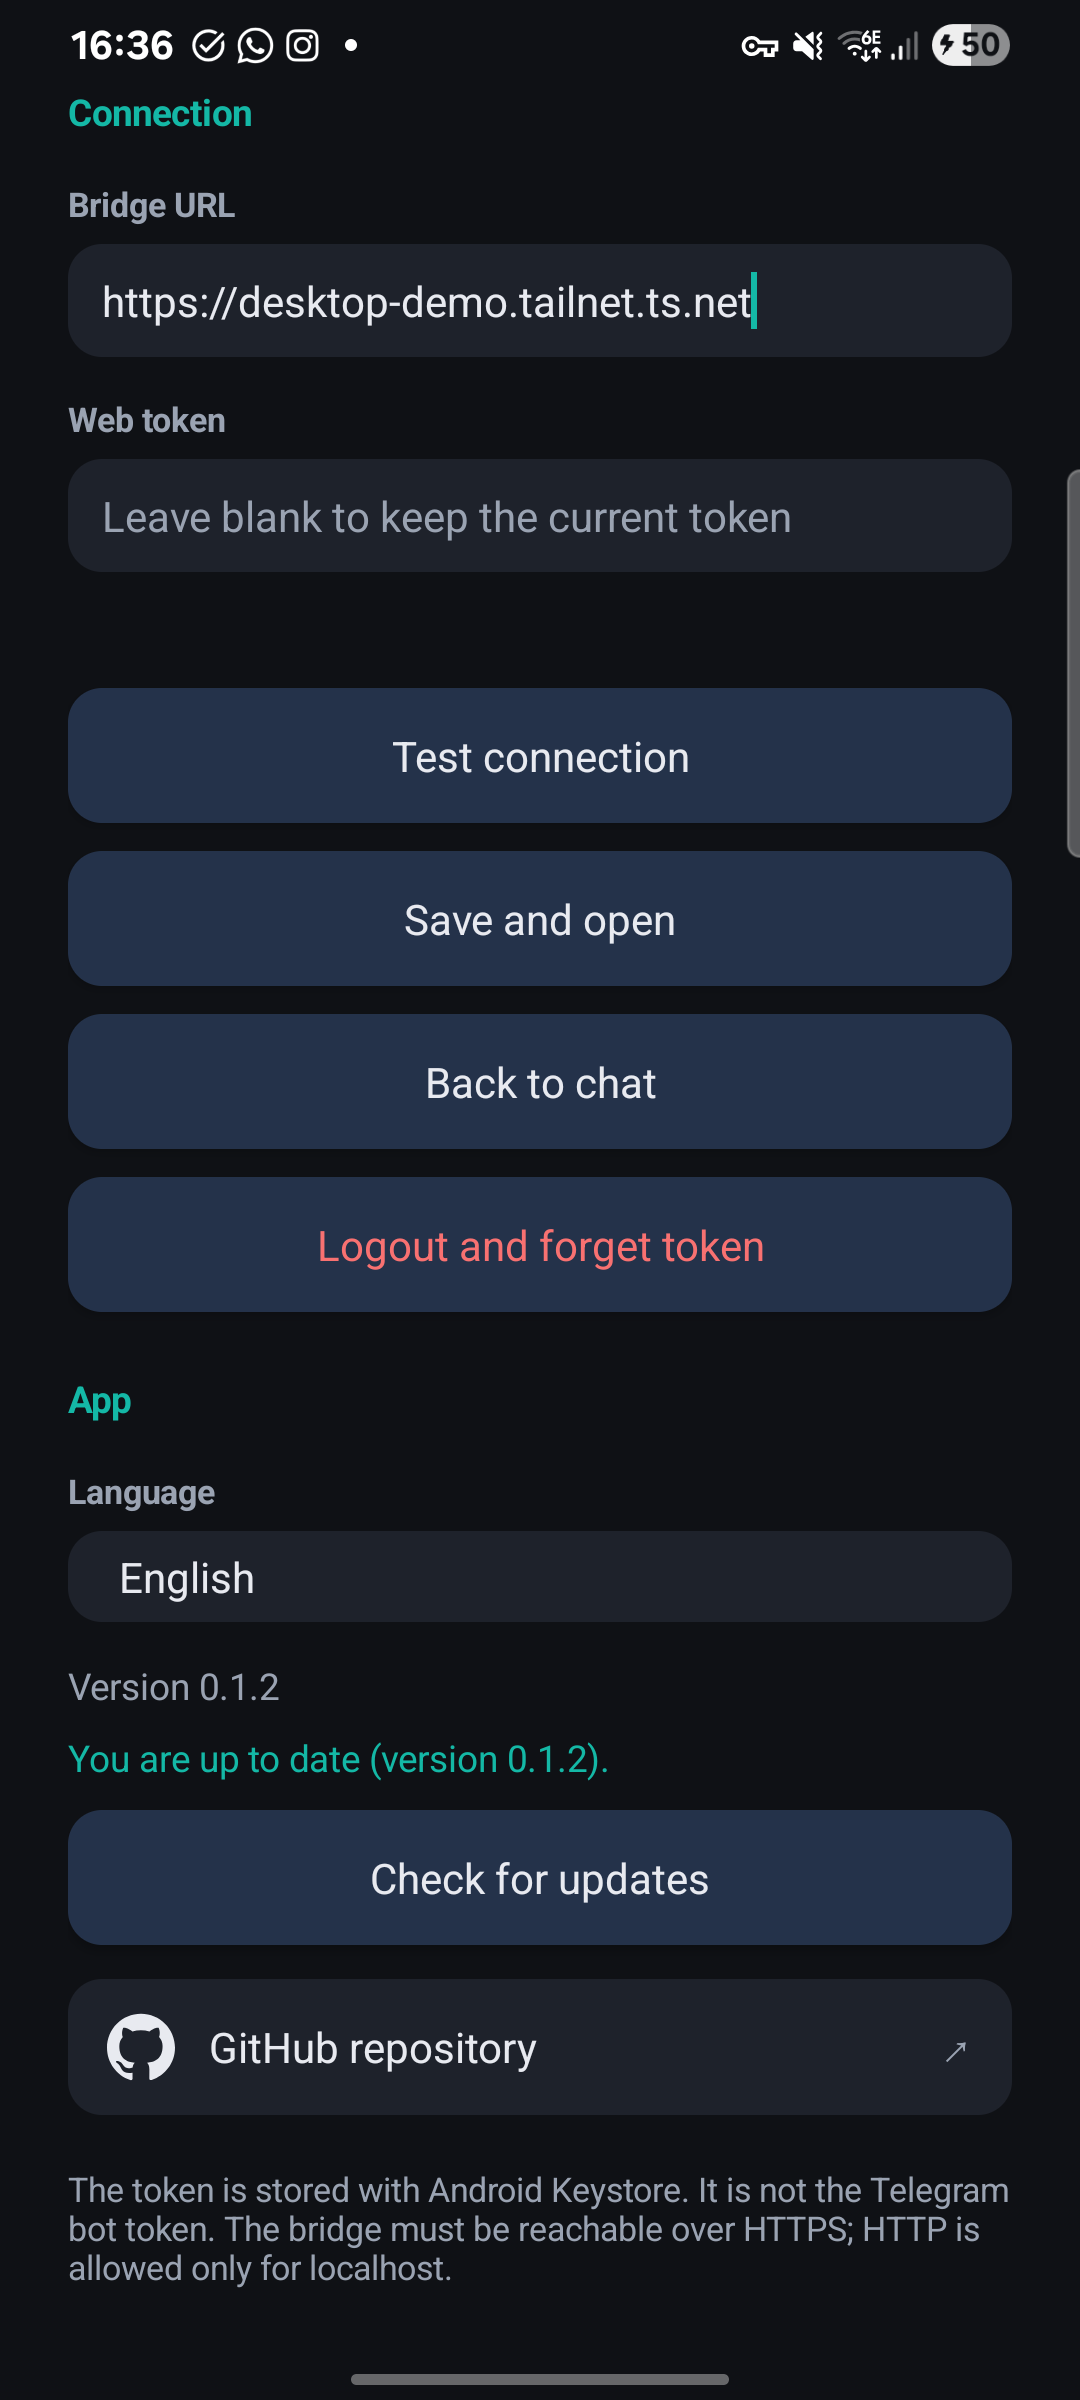 16:36
6E
50
Connection
Bridge URL
https://desktop-demo.tailnet.ts.net
Web token
Leave blank to keep the current token
Test connection
Save and open
Back to chat
Logout and forget token
App
Language
English
Version 0.1.2
You are up to date (version 0.1.2).
Check for updates
GitHub repository
The token is stored with Android Keystore. It is not the Telegram
bot token. The bridge must be reachable over HTTPS; HTTP is
allowed only for localhost.